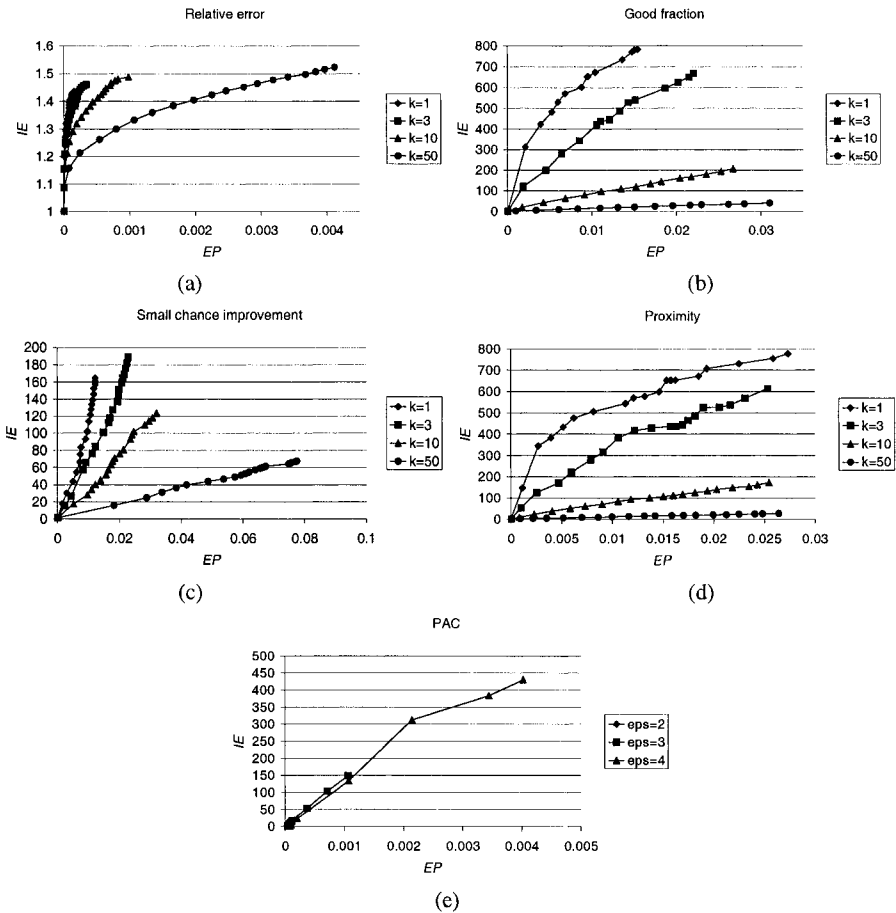 Relative error
1.6
1.5
1.4
1.3
1.2
1.1
1
IE
0 0.001 0.002 0.003 0.004
EP
k=1
k=3
k=10
k=50
(a)
Good fraction
800
700
600
500
400
300
200
100
0
IE
0 0.01 0.02 0.03
EP
k=1
k=3
k=10
k=50
(b)
Small chance improvement
200
180
160
140
120
100
80
60
40
20
0
IE
0 0.02 0.04 0.06 0.08 0.1
EP
k=1
k=3
k=10
k=50
(c)
Proximity
800
700
600
500
400
300
200
100
0
IE
0 0.005 0.01 0.015 0.02 0.025 0.03
EP
k=1
k=3
k=10
k=50
(d)
PAC
500
450
400
350
300
250
200
150
100
50
0
IE
0 0.001 0.002 0.003 0.004 0.005
EP
eps=2
eps=3
eps=4
(e)